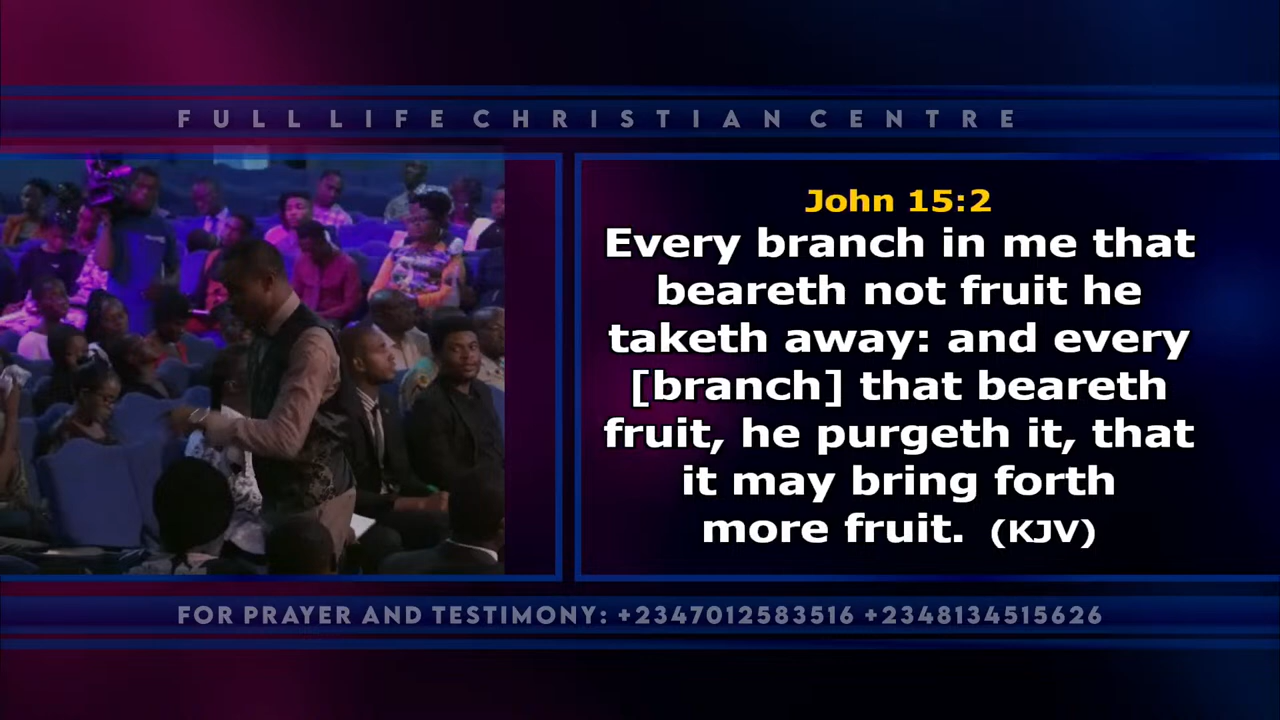 FULL LIFE CHRISTIAN CENTRE
John 15:2
Every branch in me that
beareth not fruit he
taketh away: and every
[branch] that beareth
fruit, he purgeth it, that
it may bring forth
more fruit. (KJV)
FOR PRAYER AND TESTIMONY: +2347012583516 +2348134515626